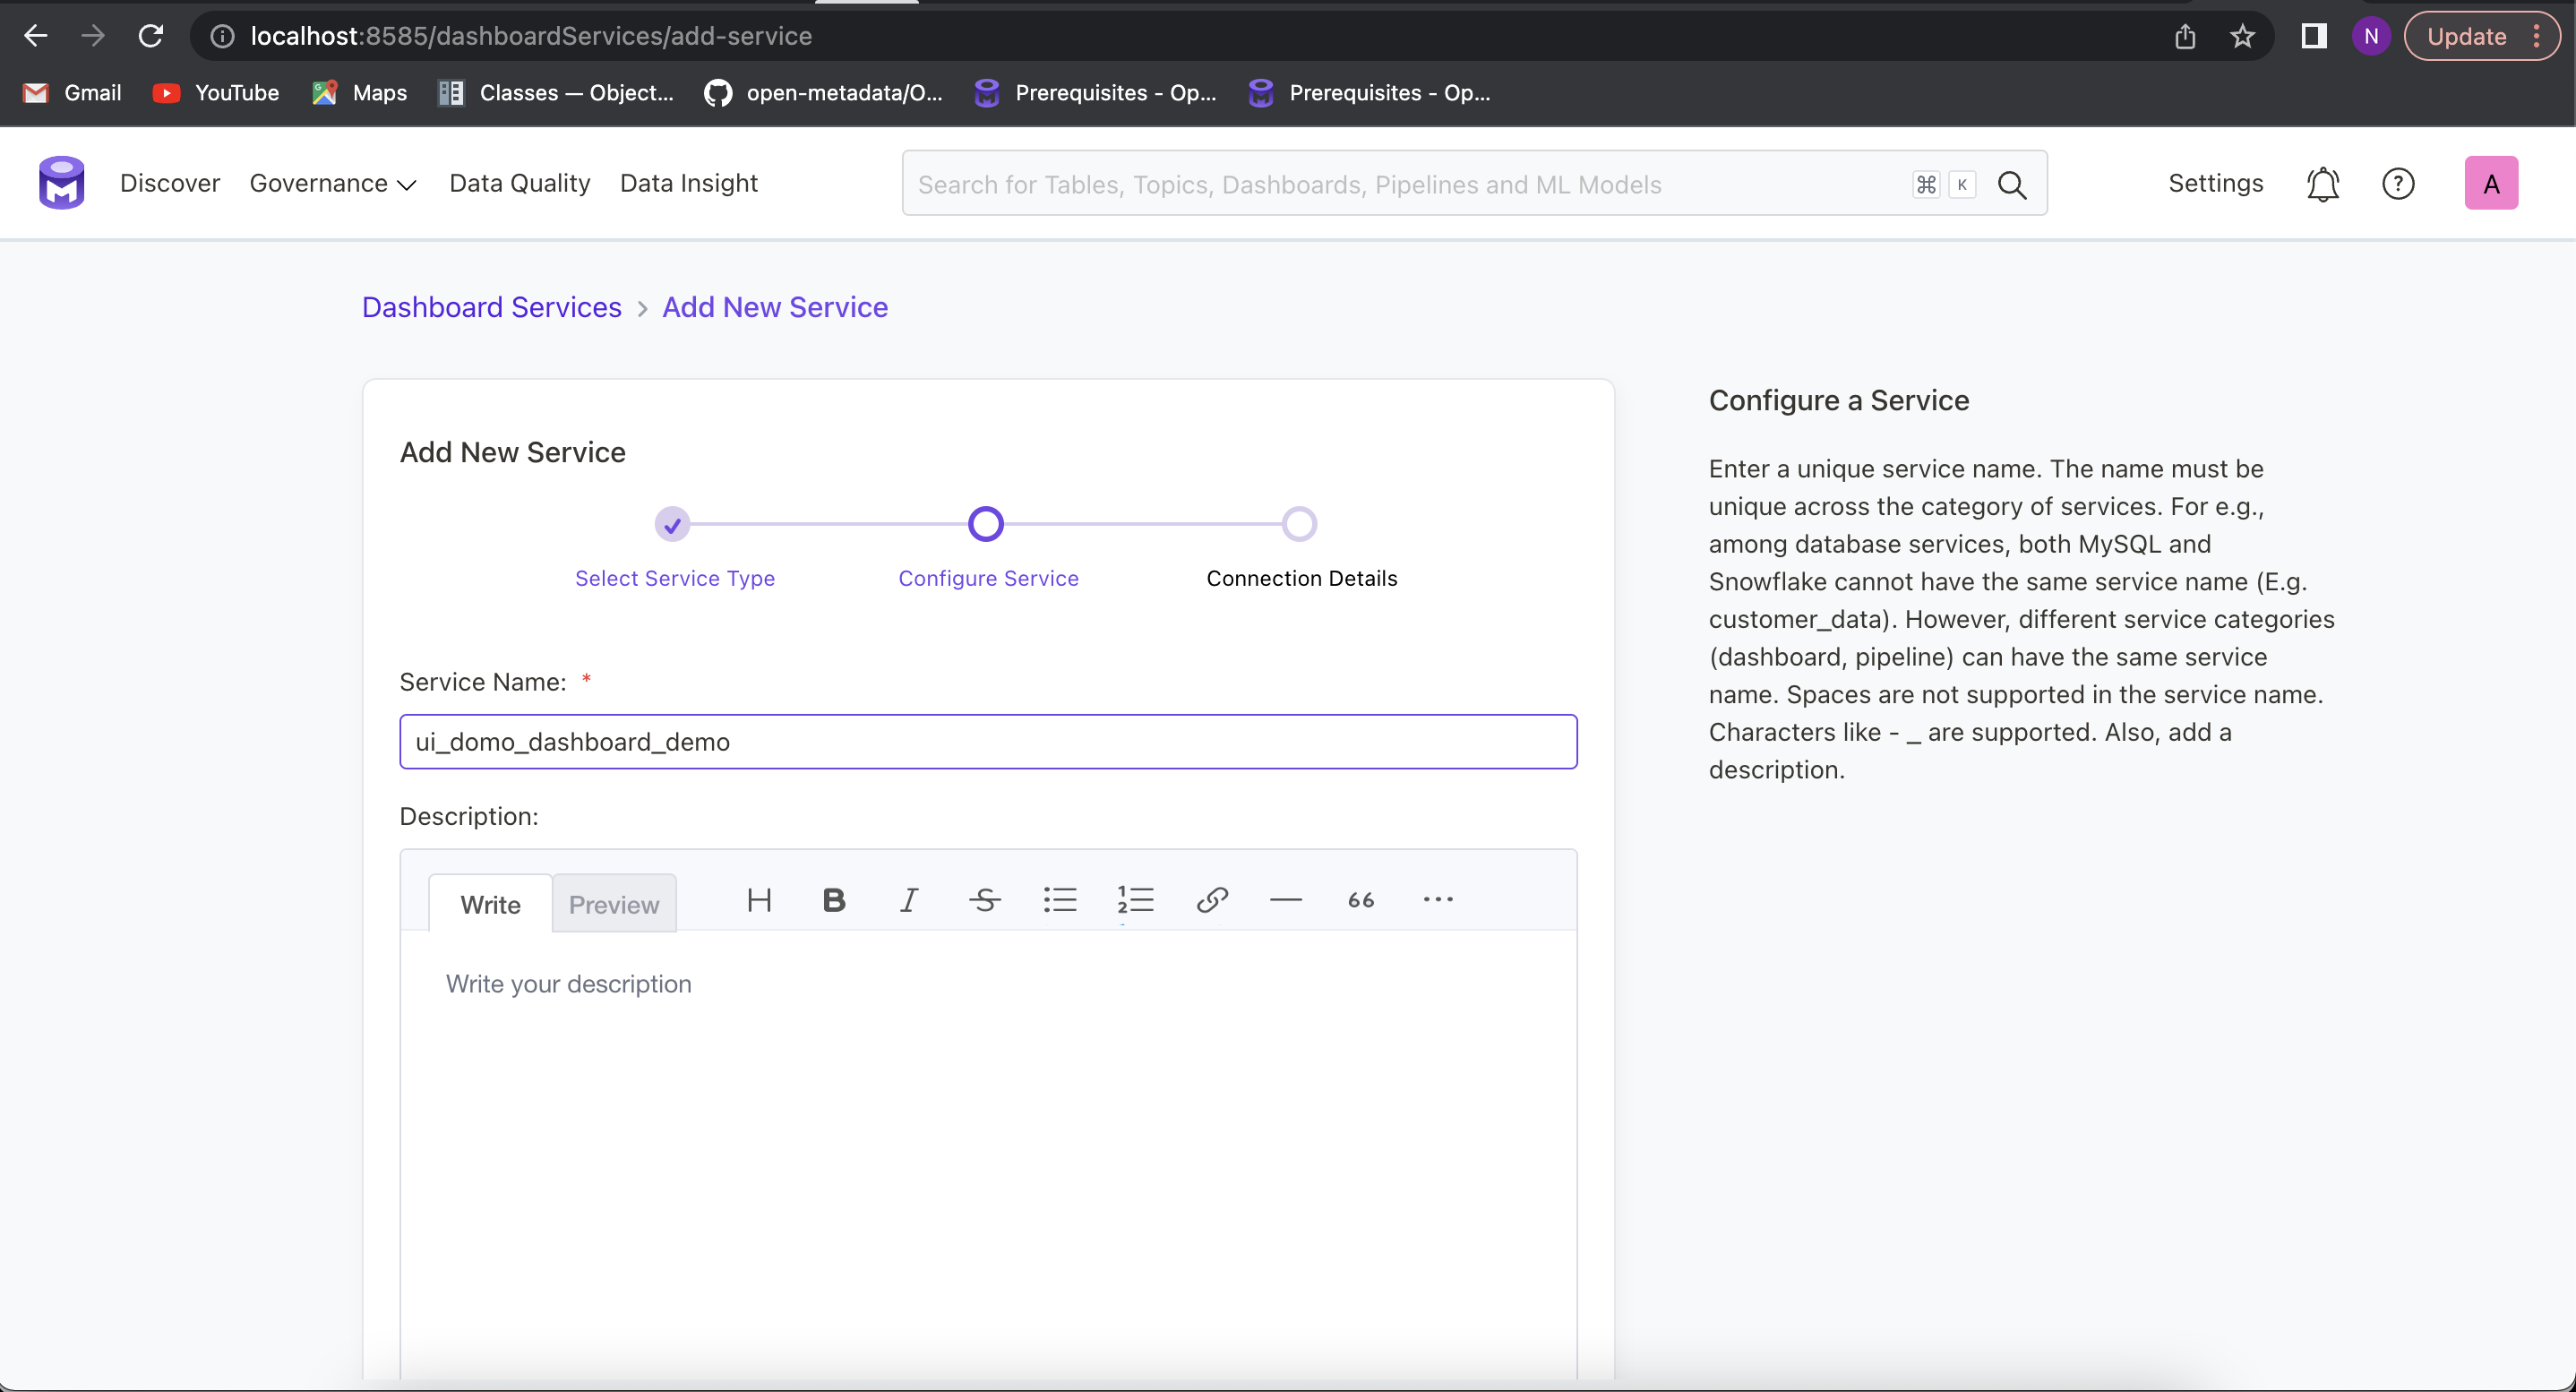 localhost:8585/dashboardServices/add-service
N
Update
Gmail
YouTube
Maps
Classes — Object...
open-metadata/O...
Prerequisites - Op...
Prerequisites - Op...
Discover
Governance
Data Quality
Data Insight
Search for Tables, Topics, Dashboards, Pipelines and ML Models
⌘ K
Settings
A
Dashboard Services > Add New Service
Add New Service
Select Service Type
Configure Service
Connection Details
Service Name: *
ui_domo_dashboard_demo
Description:
Write
Preview
Write your description
Configure a Service
Enter a unique service name. The name must be
unique across the category of services. For e.g.,
among database services, both MySQL and
Snowflake cannot have the same service name (E.g.
customer_data). However, different service categories
(dashboard, pipeline) can have the same service
name. Spaces are not supported in the service name.
Characters like - _ are supported. Also, add a
description.